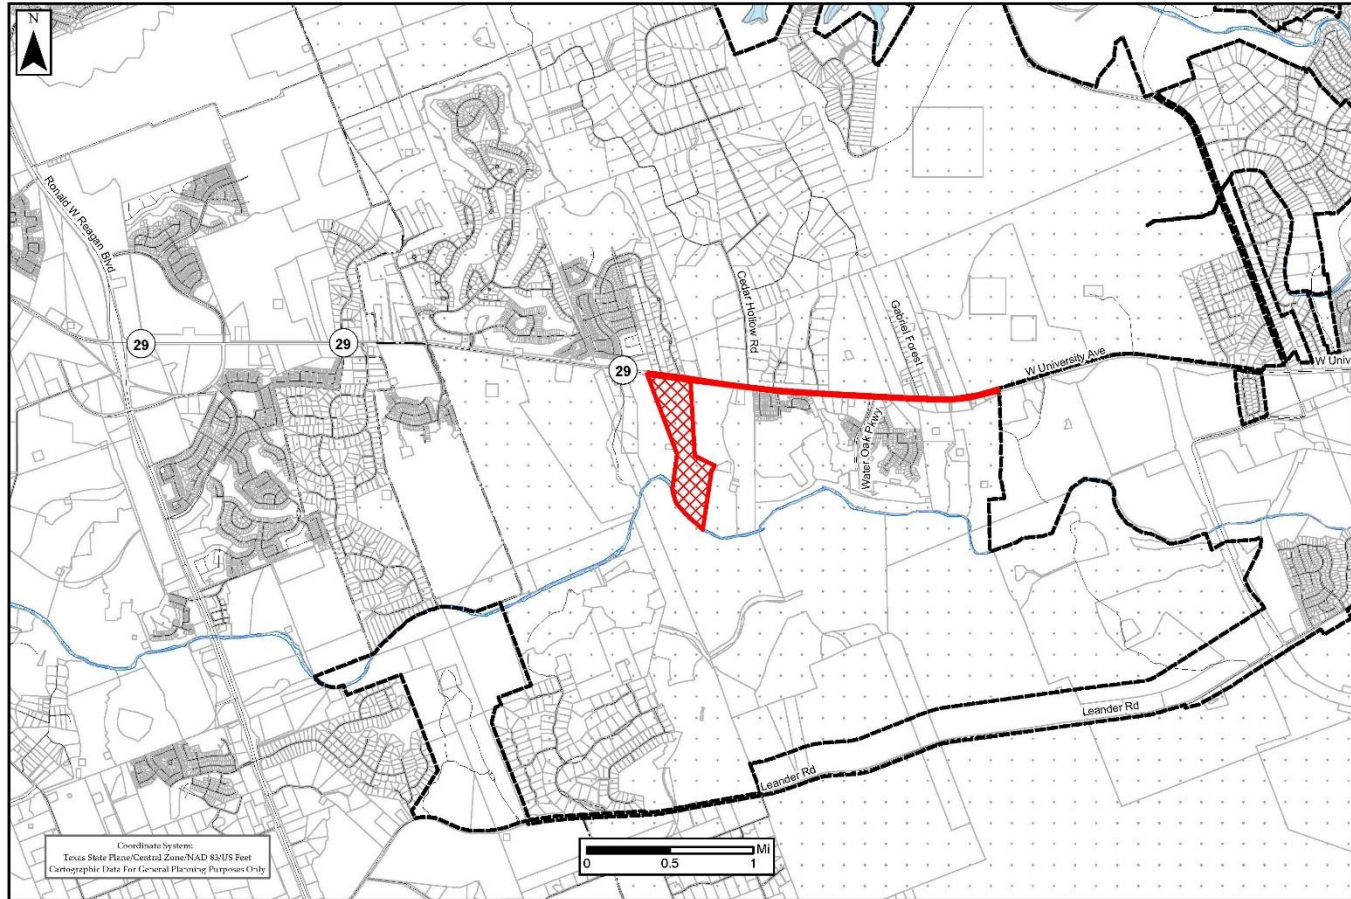 N
Ronald W Reagan Blvd
29
29
29
Cedar Hollow Rd
Gabriel Forest
W University Ave
W Univ
Water Oak Pkwy
Leander Rd
Leander Rd
Coordinate System:
Texas State Plane/Central Zone/NAD 83/US Feet
Cartographic Data For General Planning Purposes Only
Mi
0 0.5 1